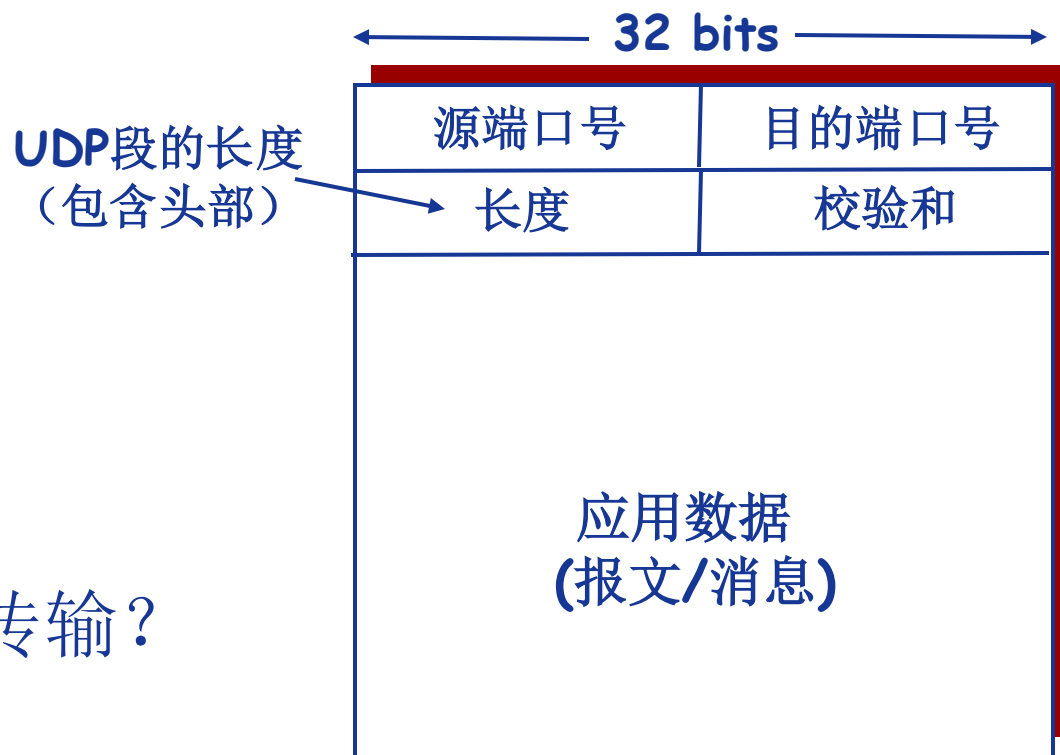 32 bits
源端口号 目的端口号
UDP段的长度
（包含头部）
长度 校验和
应用数据
(报文/消息)
传输？